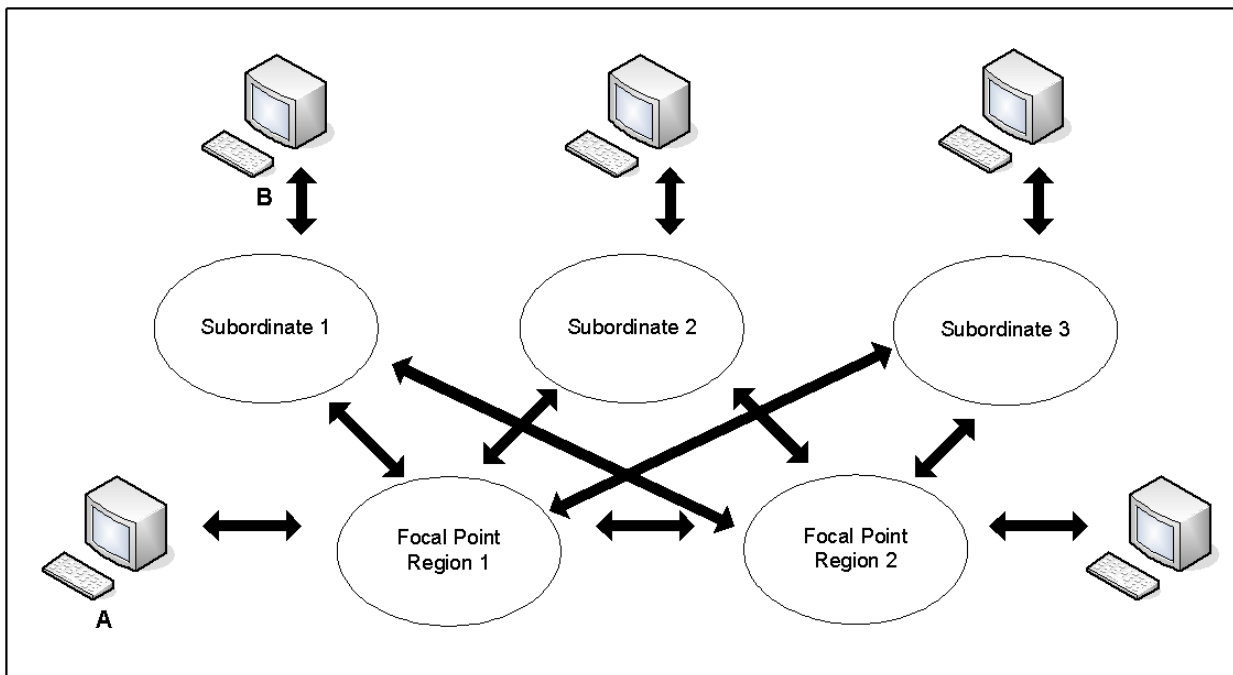 B
Subordinate 1
Subordinate 2
Subordinate 3
A
Focal Point
Region 1
Focal Point
Region 2